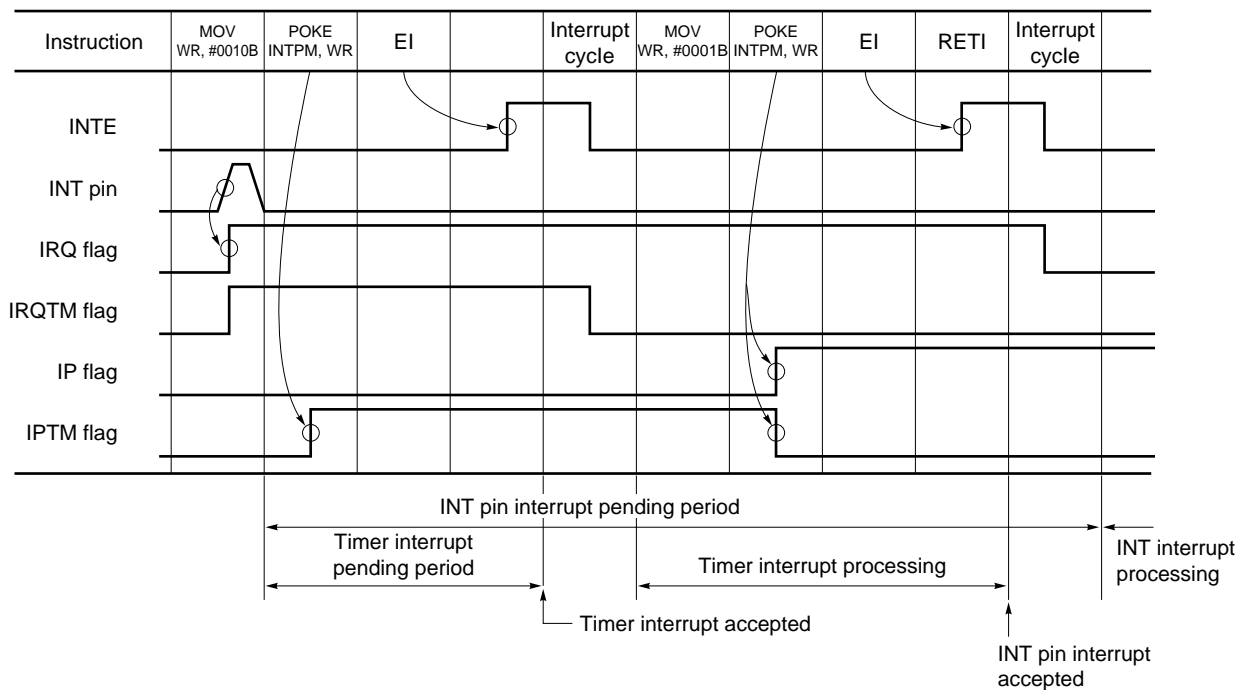 Instruction
MOV
WR, #0010B
POKE
INTPM, WR
EI
Interrupt
cycle
MOV
WR, #0001B
POKE
INTPM, WR
EI
RETI
Interrupt
cycle
INTE
INT pin
IRQ flag
IRQTM flag
IP flag
IPTM flag
INT pin interrupt pending period
Timer interrupt
pending period
Timer interrupt processing
INT interrupt
processing
Timer interrupt accepted
INT pin interrupt
accepted